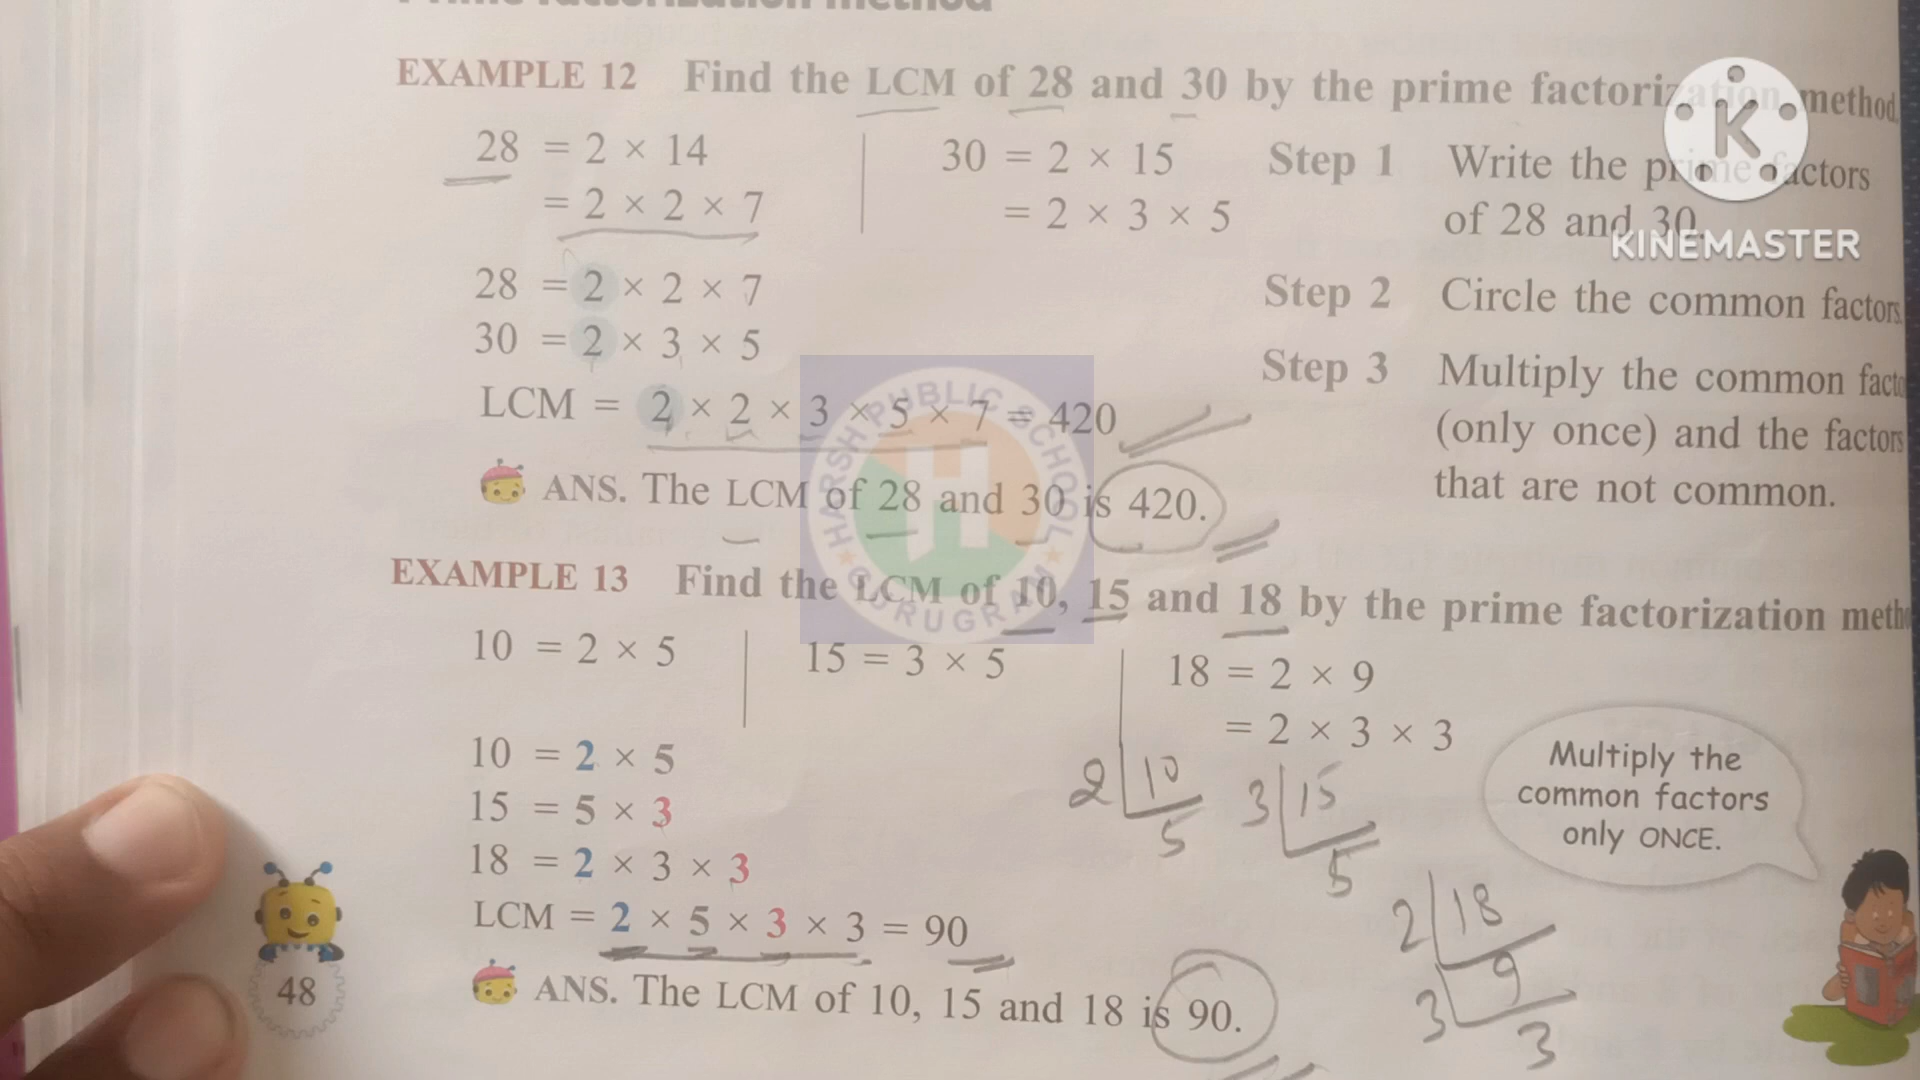 Prime factorization method
EXAMPLE 12 Find the LCM of 28 and 30 by the prime factorization method.
28 = 2 × 14
= 2 × 2 × 7
30 = 2 × 15
= 2 × 3 × 5
Step 1 Write the prime factors
of 28 and 30.
28 = 2 × 2 × 7
30 = 2 × 3 × 5
LCM = 2 × 2 × 3 × 5 × 7 = 420
Step 2 Circle the common factors
Step 3 Multiply the common facto
(only once) and the factors
that are not common.
ANS. The LCM of 28 and 30 is 420.
EXAMPLE 13 Find the LCM of 10, 15 and 18 by the prime factorization meth
10 = 2 × 5
15 = 3 × 5
18 = 2 × 9
= 2 × 3 × 3
10 = 2 × 5
15 = 5 × 3
18 = 2 × 3 × 3
LCM = 2 × 5 × 3 × 3 = 90
ANS. The LCM of 10, 15 and 18 is 90.
2 10
5
3 15
5
2 18
3 9
3
Multiply the
common factors
only ONCE.
48
K
KINEMASTER
HARSH PUBLIC SCHOOL
H
GURUGRAM